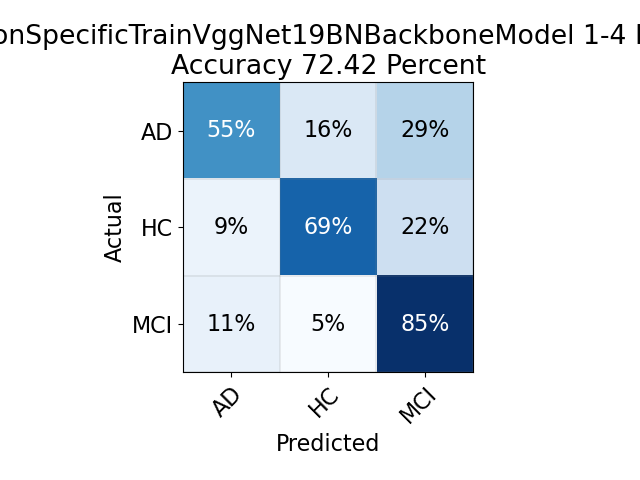 onSpecificTrainVggNet19BNBackboneModel 1-4
Accuracy 72.42 Percent
AD 55% 16% 29%
HC 9% 69% 22%
MCI 11% 5% 85%
Actual
AD HC MCI
Predicted